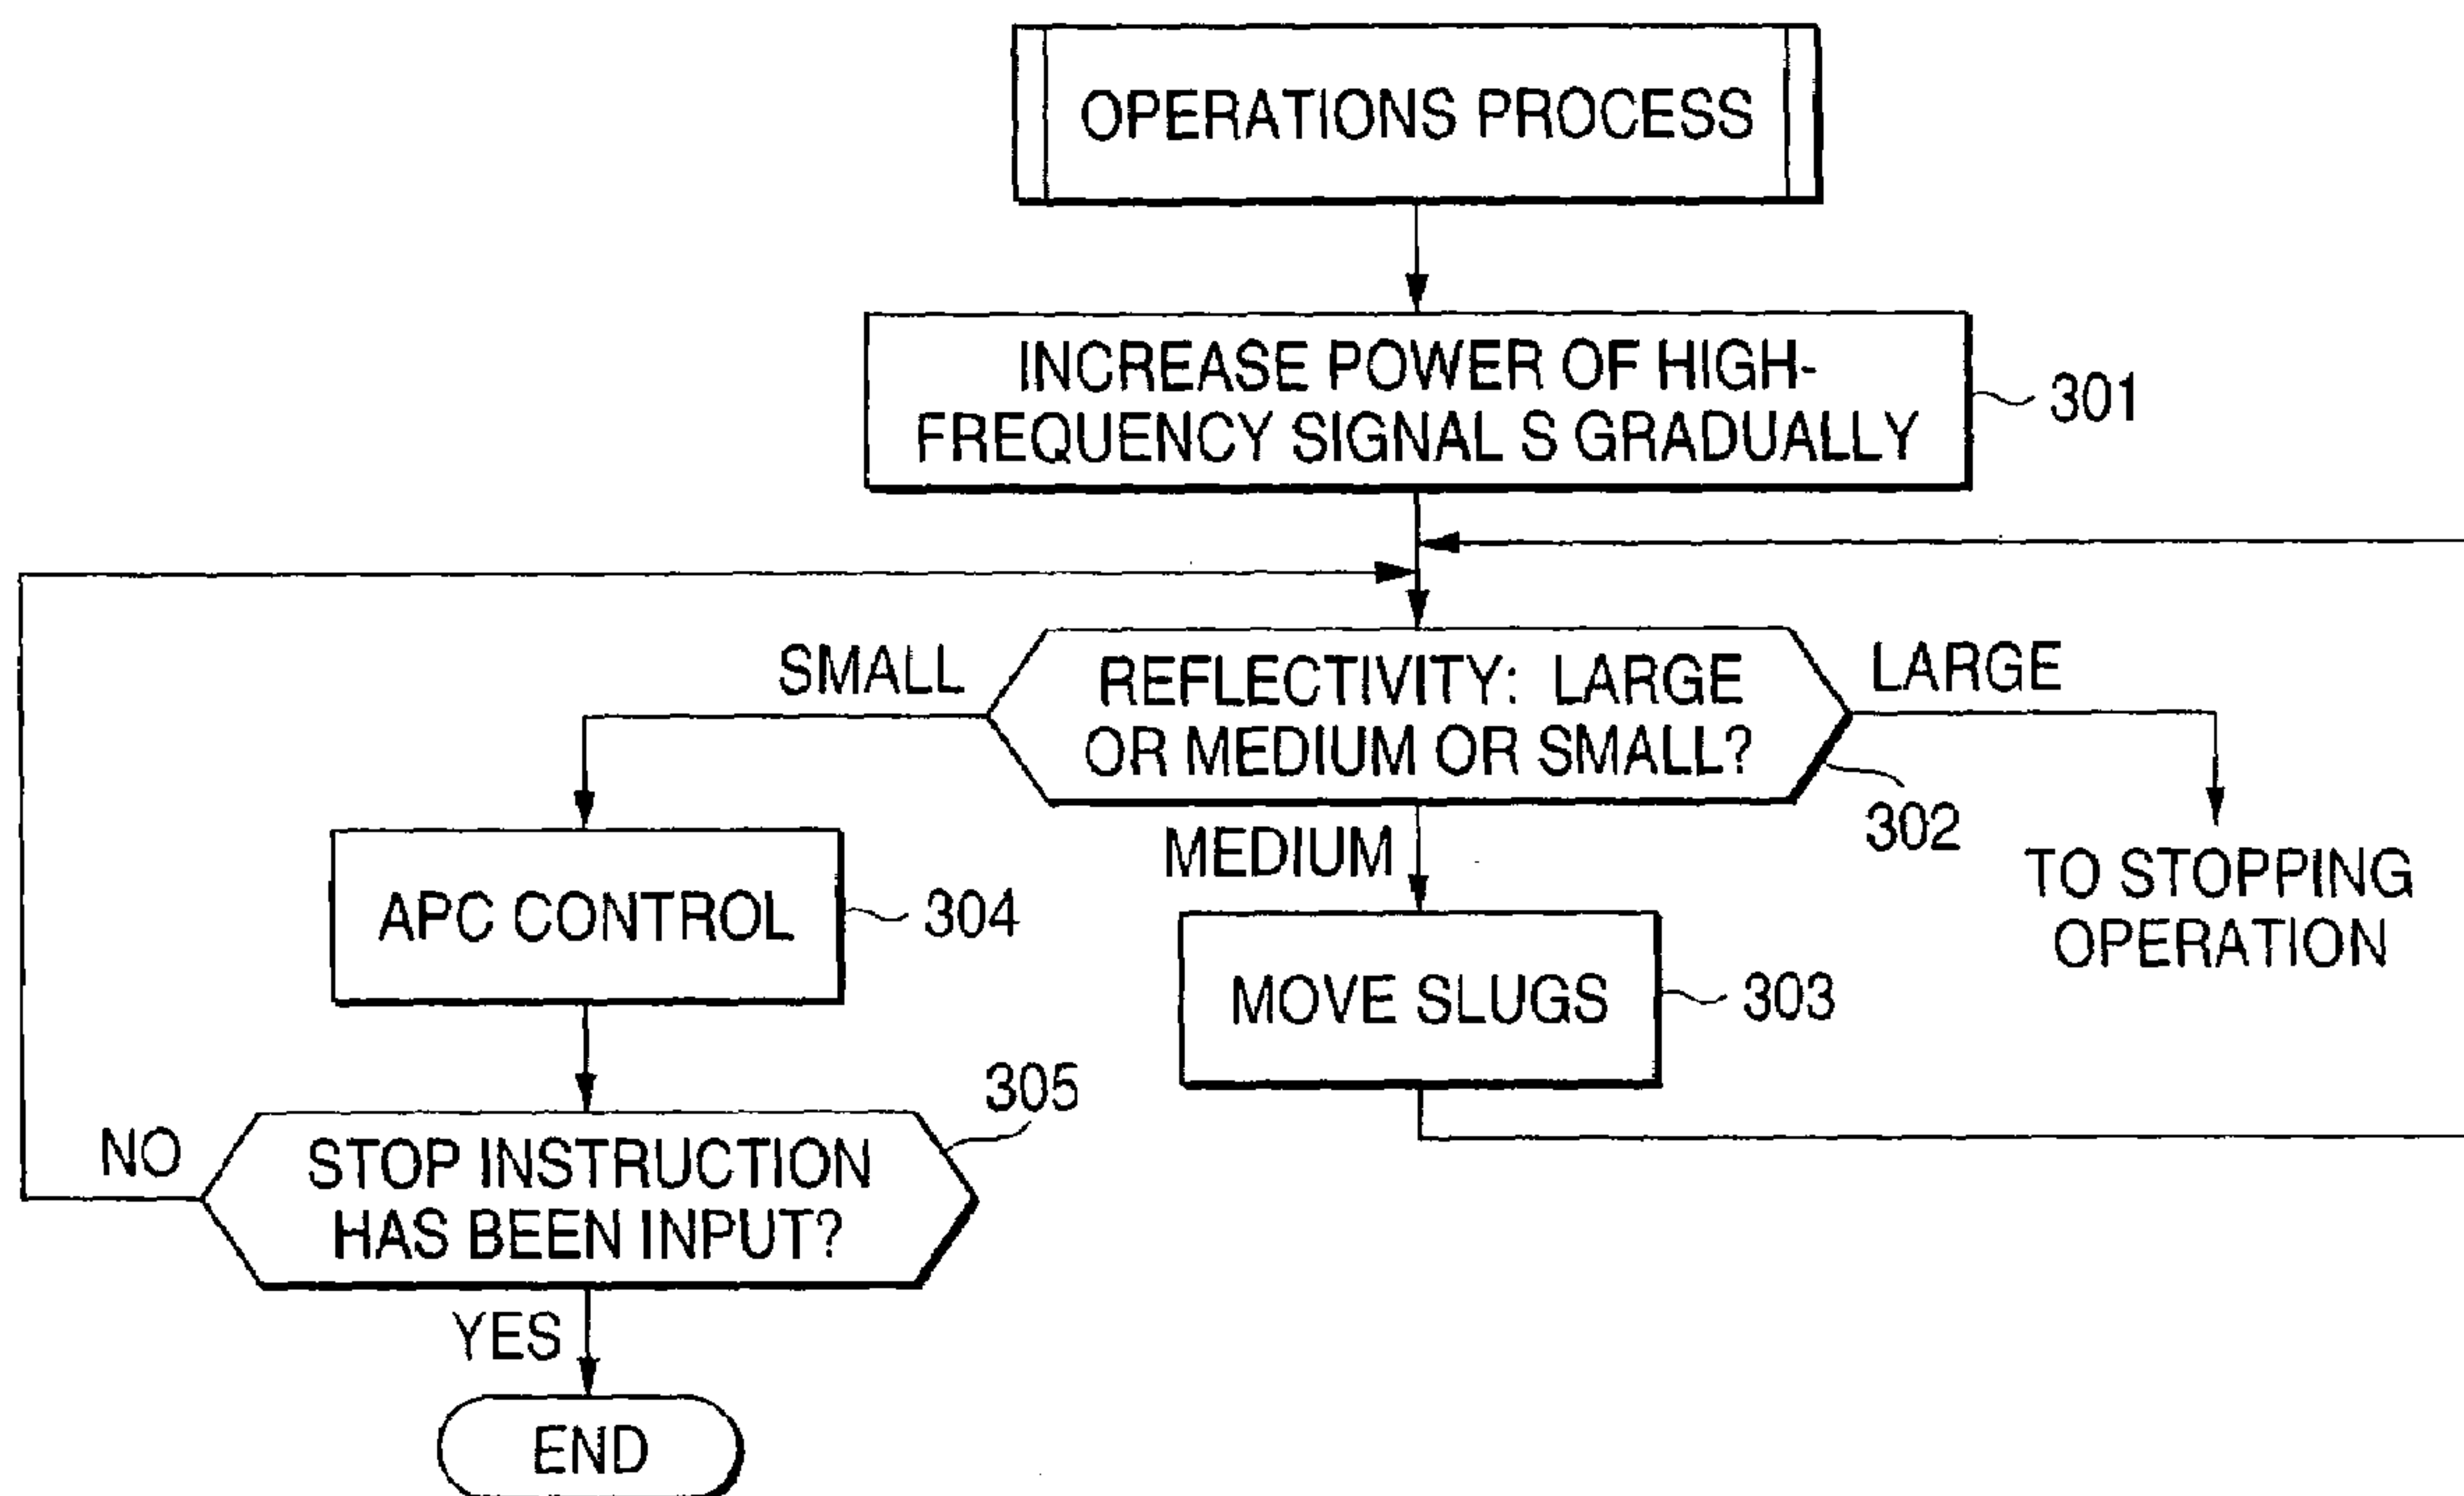 OPERATIONS PROCESS
INCREASE POWER OF HIGH-
FREQUENCY SIGNAL S GRADUALLY
301
SMALL
REFLECTIVITY: LARGE
OR MEDIUM OR SMALL?
LARGE
302
MEDIUM
TO STOPPING
OPERATION
APC CONTROL
304
MOVE SLUGS
303
305
NO
STOP INSTRUCTION
HAS BEEN INPUT?
YES
END